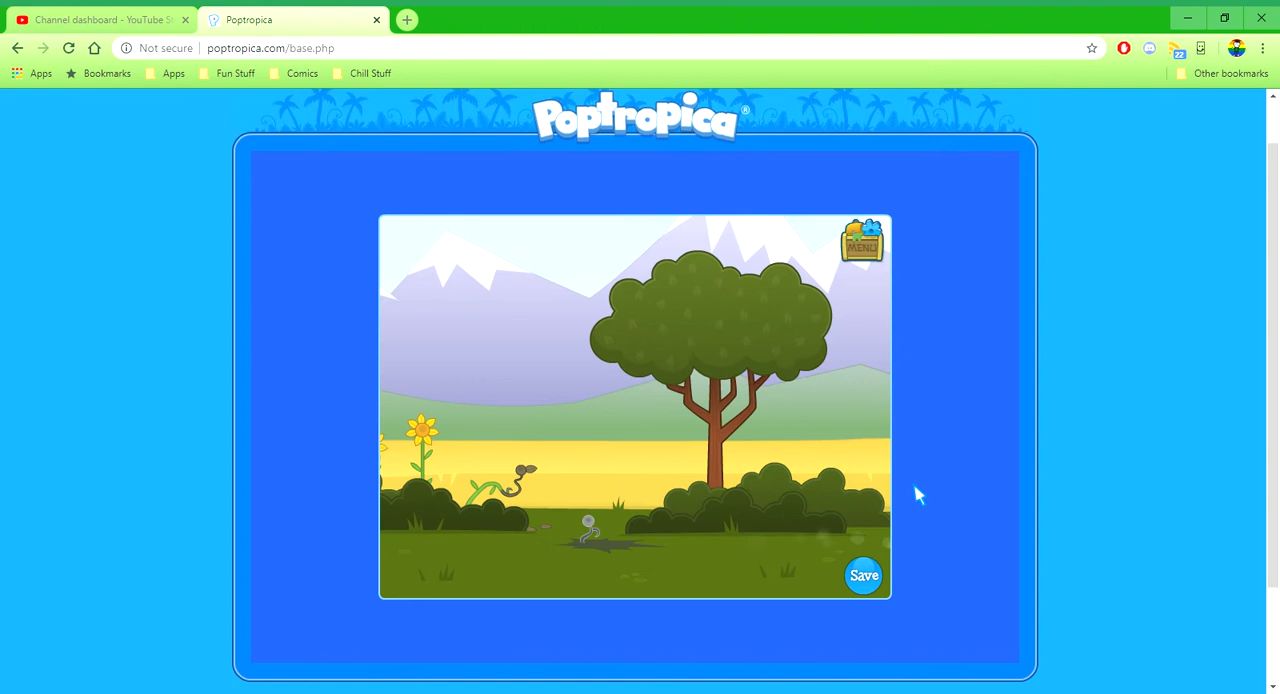 Channel dashboard - YouTube St
Poptropica
Not secure
poptropica.com/base.php
22
Apps
Bookmarks
Apps
Fun Stuff
Comics
Chill Stuff
Other bookmarks
Poptropica®
MENU
Save